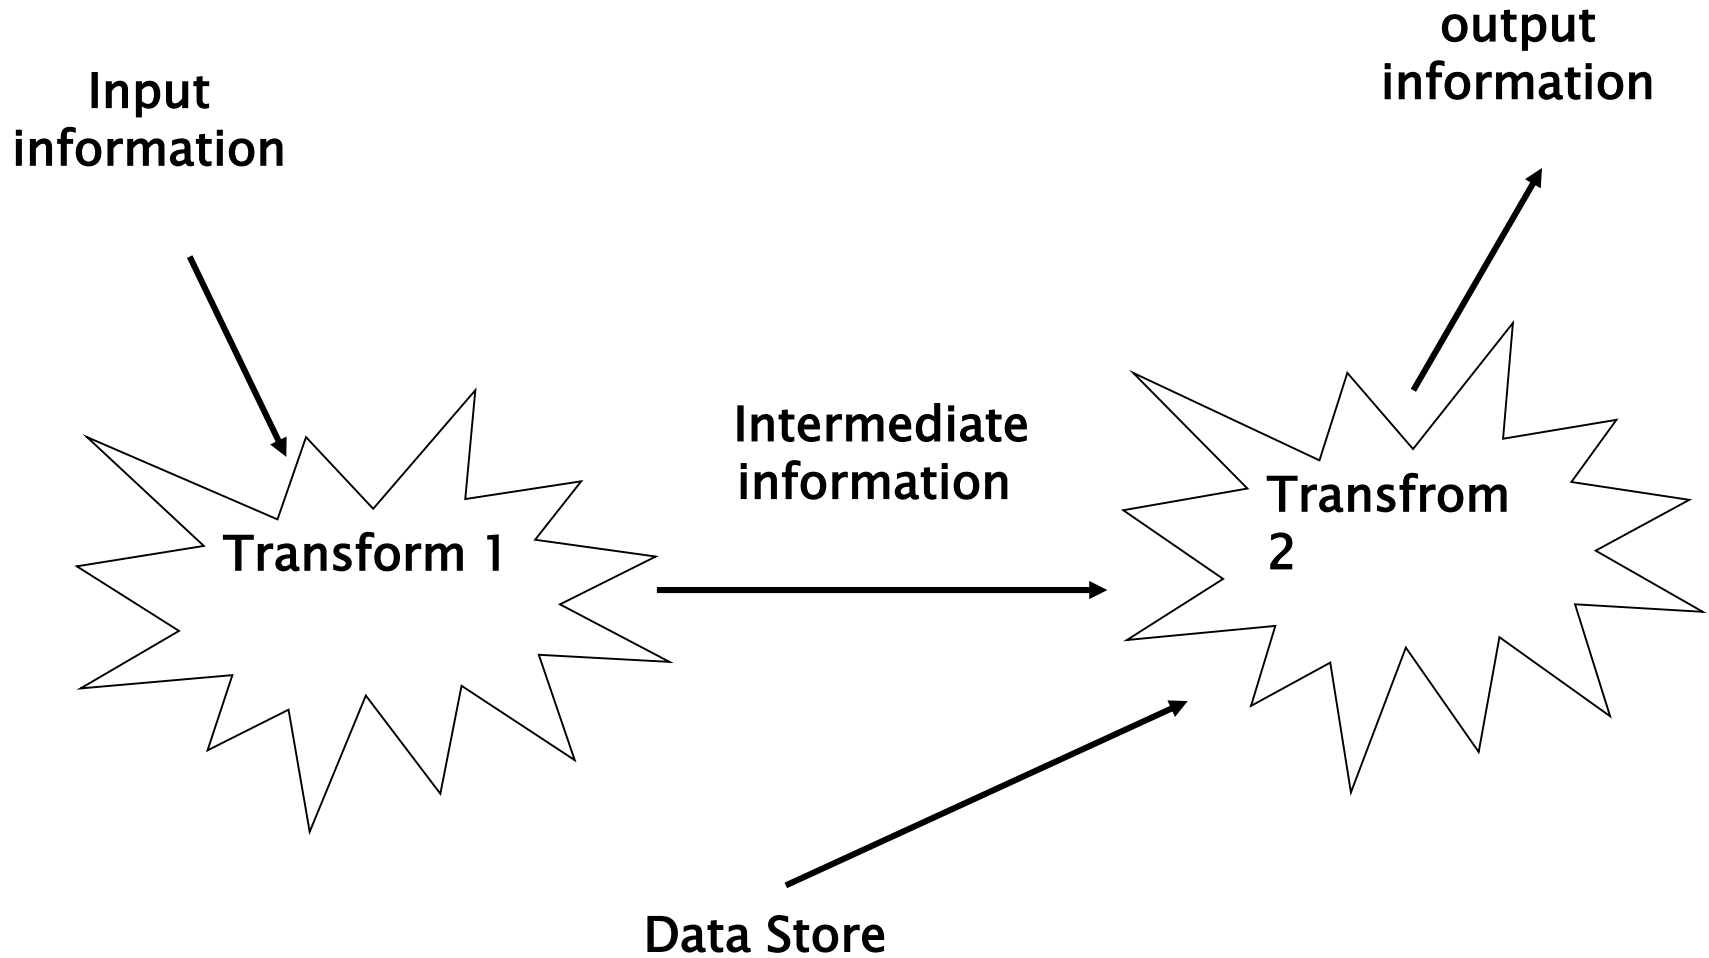 Input
information
output
information
Intermediate
information
Transform 1
Transfrom
2
Data Store